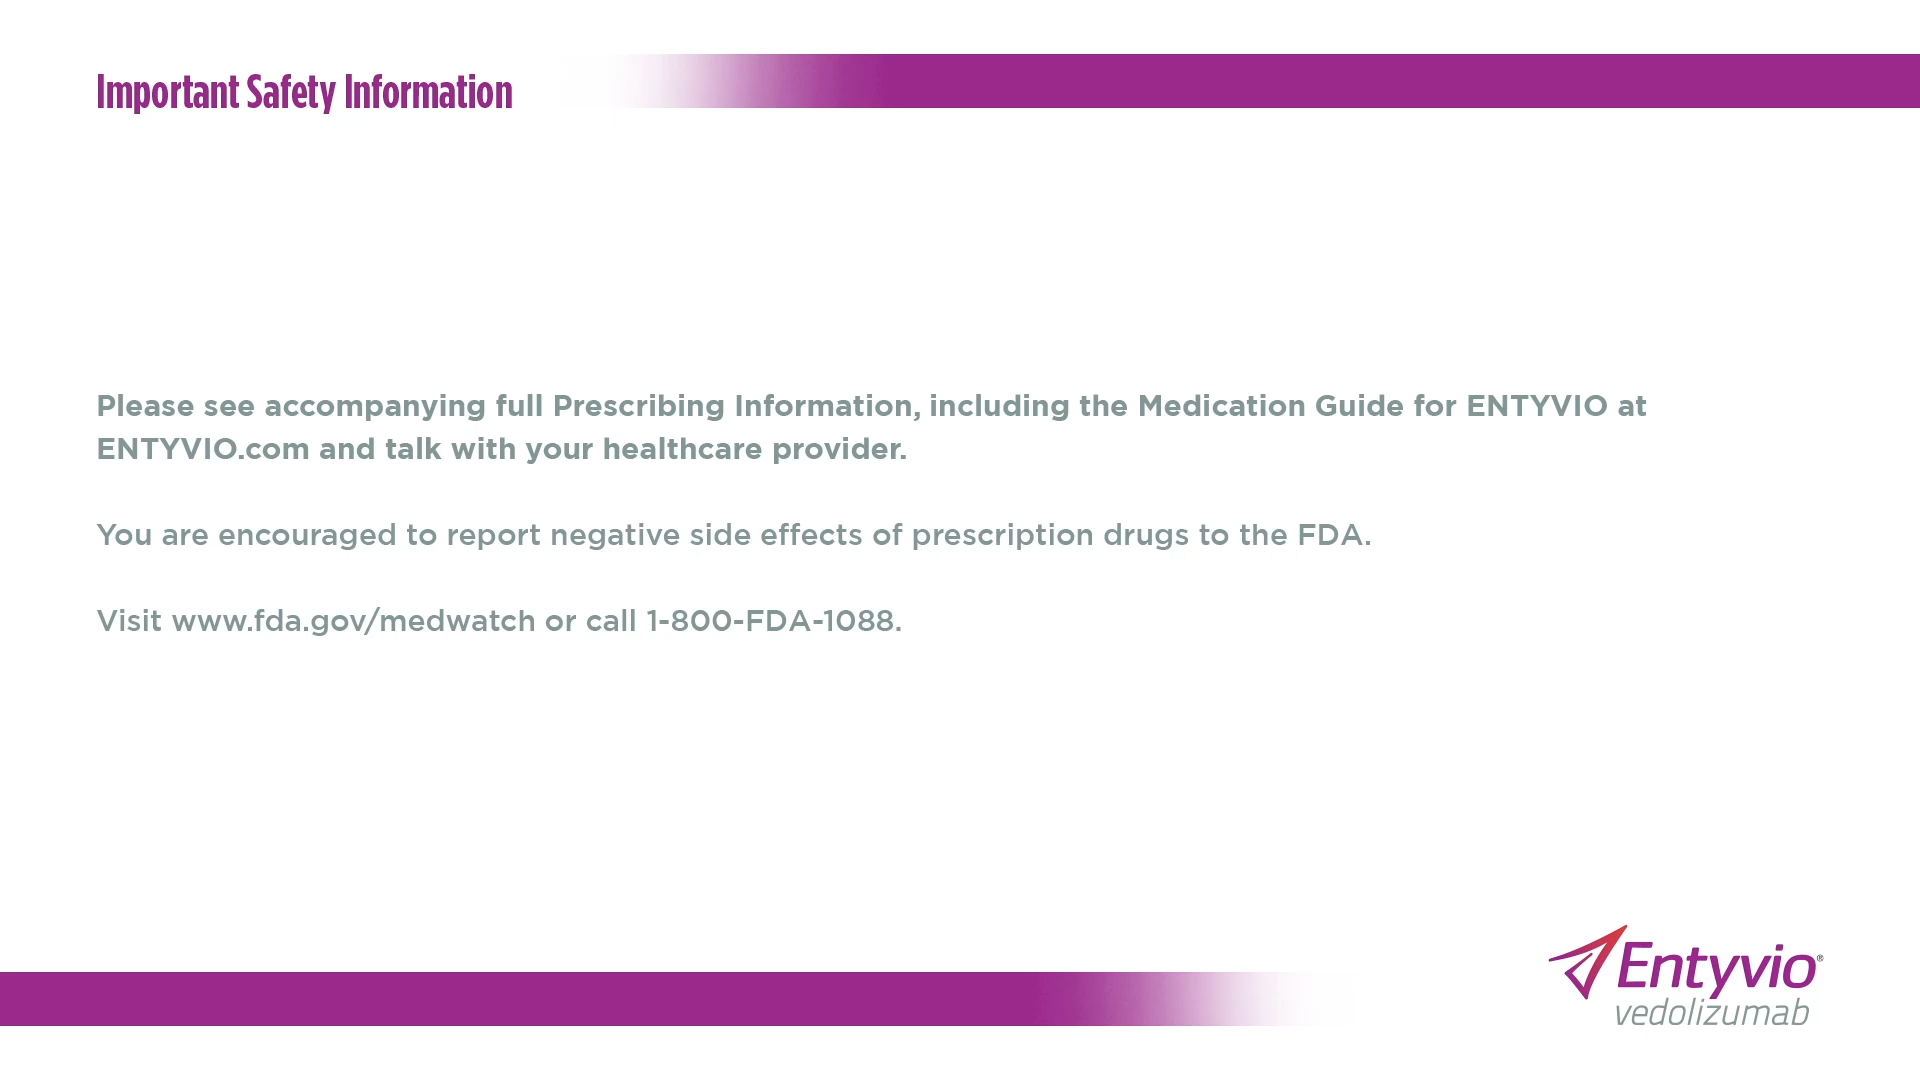 Important Safety Information
Please see accompanying full Prescribing Information, including the Medication Guide for ENTYVIO at
ENTYVIO.com and talk with your healthcare provider.
You are encouraged to report negative side effects of prescription drugs to the FDA.
Visit www.fda.gov/medwatch or call 1-800-FDA-1088.
Entyvio®
vedolizumab